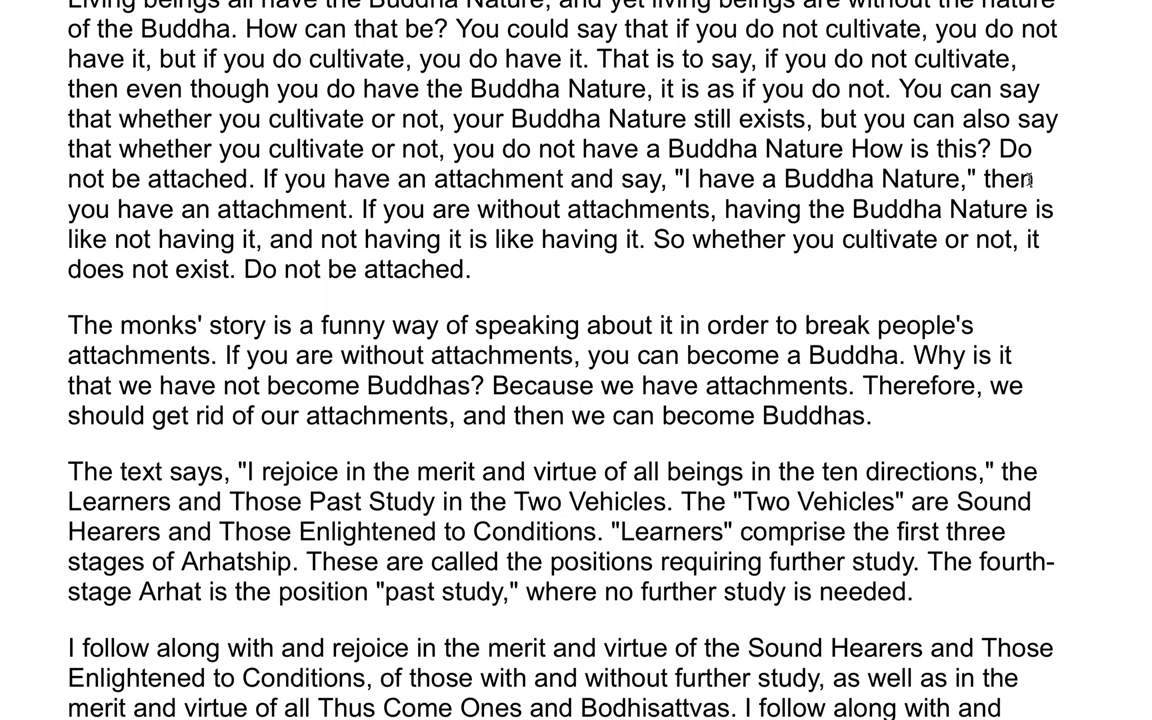 Living beings all have the Buddha Nature, and yet living beings are without the nature
of the Buddha. How can that be? You could say that if you do not cultivate, you do not
have it, but if you do cultivate, you do have it. That is to say, if you do not cultivate,
then even though you do have the Buddha Nature, it is as if you do not. You can say
that whether you cultivate or not, your Buddha Nature still exists, but you can also say
that whether you cultivate or not, you do not have a Buddha Nature How is this? Do
not be attached. If you have an attachment and say, "I have a Buddha Nature," then
you have an attachment. If you are without attachments, having the Buddha Nature is
like not having it, and not having it is like having it. So whether you cultivate or not, it
does not exist. Do not be attached.
The monks' story is a funny way of speaking about it in order to break people's
attachments. If you are without attachments, you can become a Buddha. Why is it
that we have not become Buddhas? Because we have attachments. Therefore, we
should get rid of our attachments, and then we can become Buddhas.
The text says, "I rejoice in the merit and virtue of all beings in the ten directions," the
Learners and Those Past Study in the Two Vehicles. The "Two Vehicles" are Sound
Hearers and Those Enlightened to Conditions. "Learners" comprise the first three
stages of Arhatship. These are called the positions requiring further study. The fourth-
stage Arhat is the position "past study," where no further study is needed.
I follow along with and rejoice in the merit and virtue of the Sound Hearers and Those
Enlightened to Conditions, of those with and without further study, as well as in the
merit and virtue of all Thus Come Ones and Bodhisattvas. I follow along with and